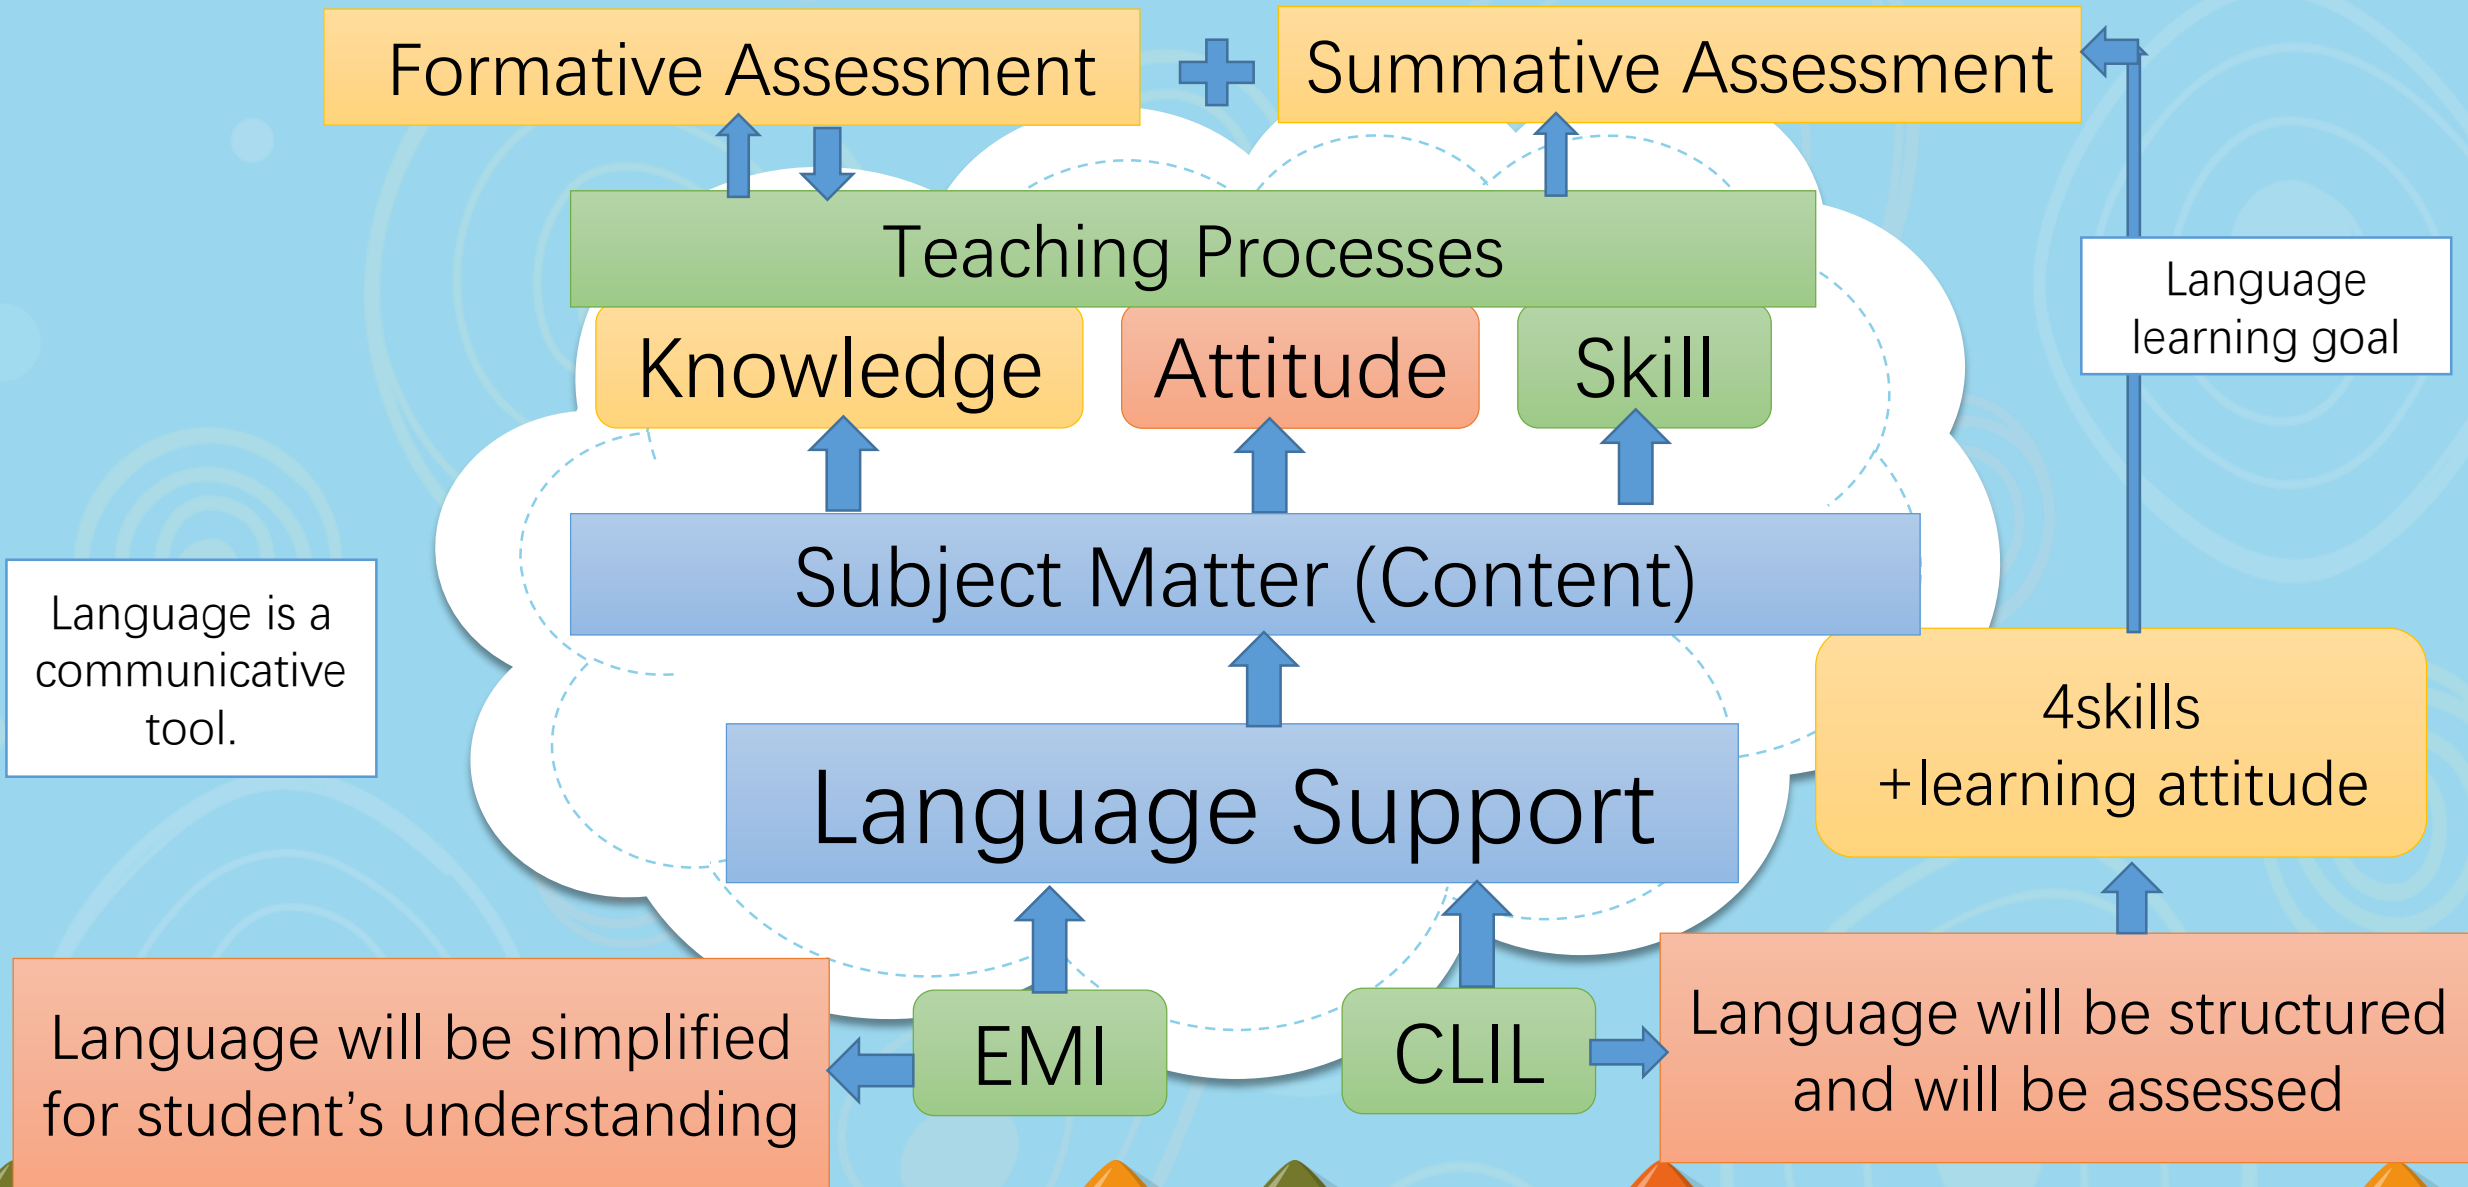 Formative Assessment
Summative Assessment
Teaching Processes
Knowledge
Attitude
Skill
Language
learning goal
Subject Matter (Content)
Language is a
communicative
tool.
4skills
+learning attitude
Language Support
Language will be simplified
for student’s understanding
EMI
CLIL
Language will be structured
and will be assessed